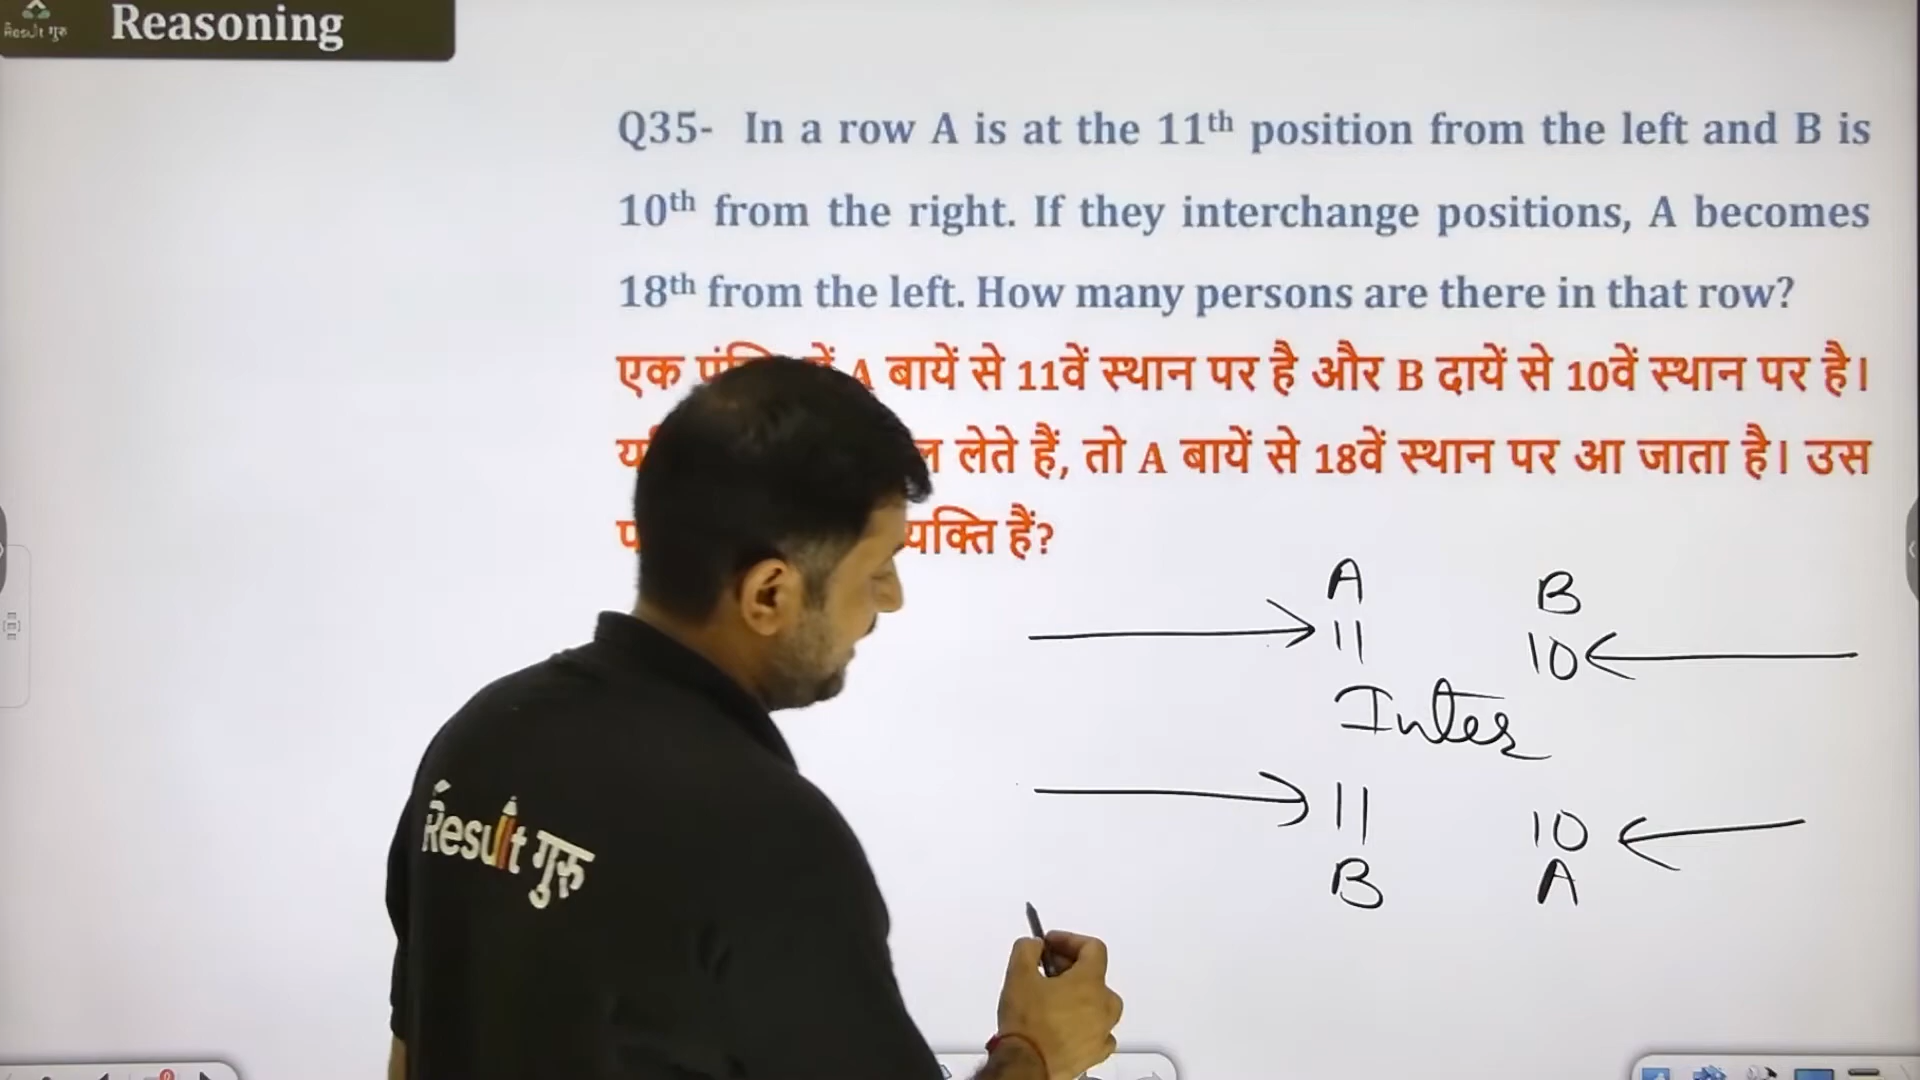 Result गुरु
Reasoning
Q35- In a row A is at the 11th position from the left and B is
10th from the right. If they interchange positions, A becomes
18th from the left. How many persons are there in that row?
एक में A बायें से 11वें स्थान पर है और B दायें से 10वें स्थान पर है।
लेते हैं, तो A बायें से 18वें स्थान पर आ जाता है। उस
हैं?
A B
11 10
Inter
11 10
B A
Result गुरु